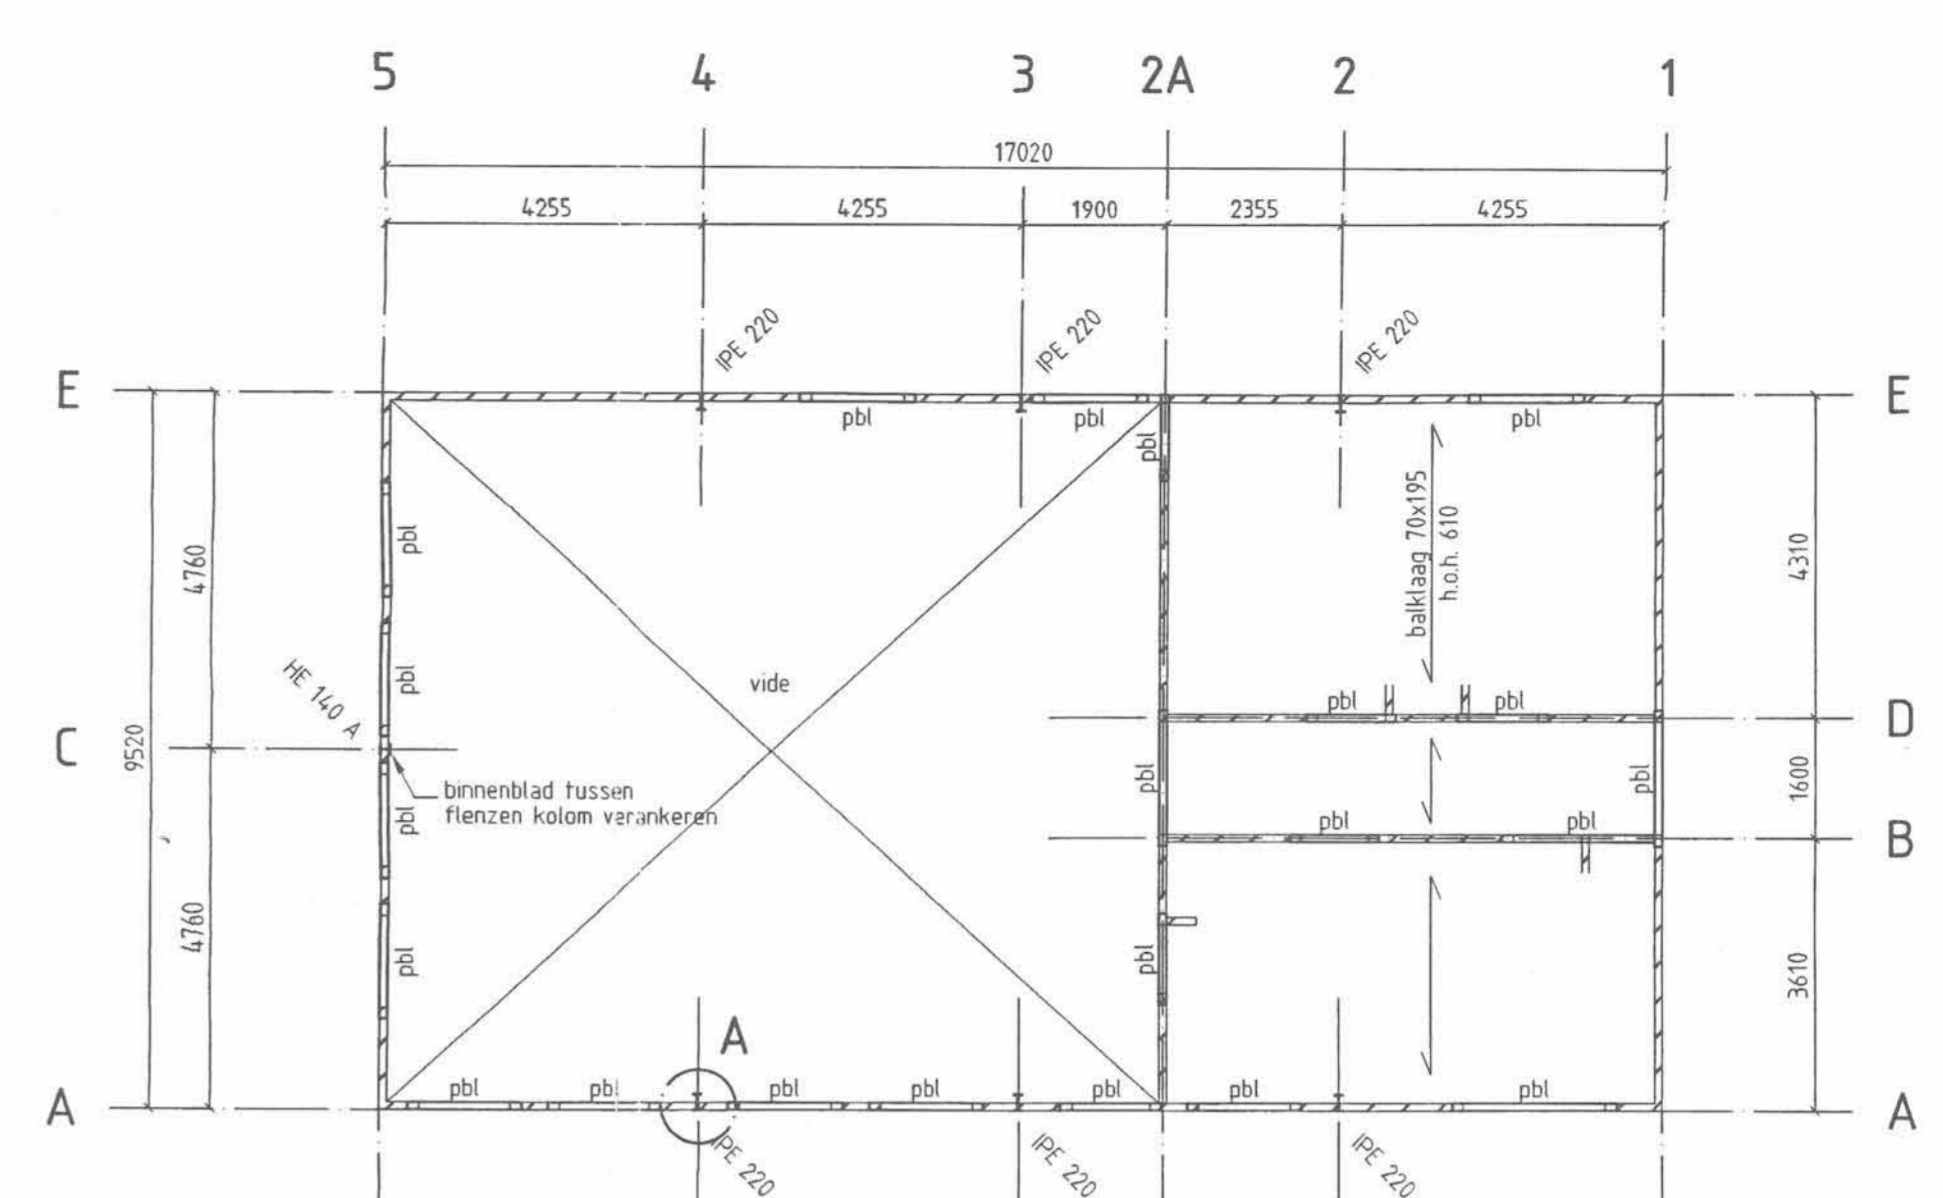 5 4 3 2A 2 1
17020
4255 4255 1900 2355 4255
IPE 220 IPE 220 IPE 220
E E
pbl pbl pbl
pbl
balklaag 70x195
h.o.h. 610
pbl
4760
4310
HE 140 A
pbl
vide
pbl pbl
D
C
9520
binnenblad tussen
flenzen kolom verankeren
pbl
pbl
pbl
1600
pbl pbl
B
4760
pbl
pbl
3610
A
pbl pbl pbl pbl pbl pbl pbl
A A
IPE 220 IPE 220 IPE 220